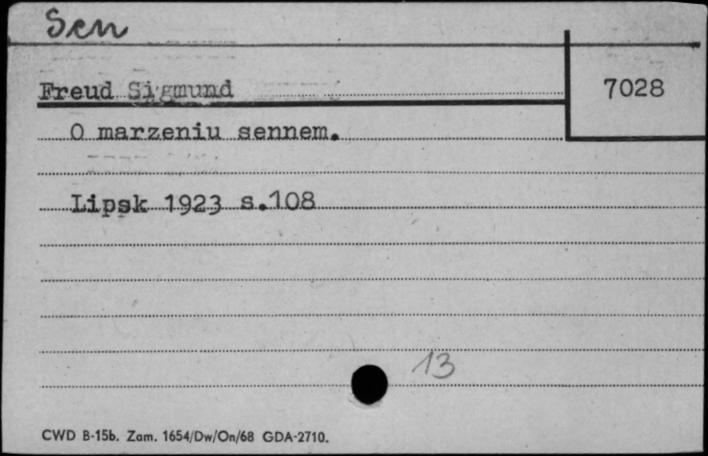 Sen
Freud Sigmund
7028
O marzeniu sennem.
Lipsk 1923 s.108
13
CWD B-15b. Zam. 1654/Dw/On/68 GDA-2710.